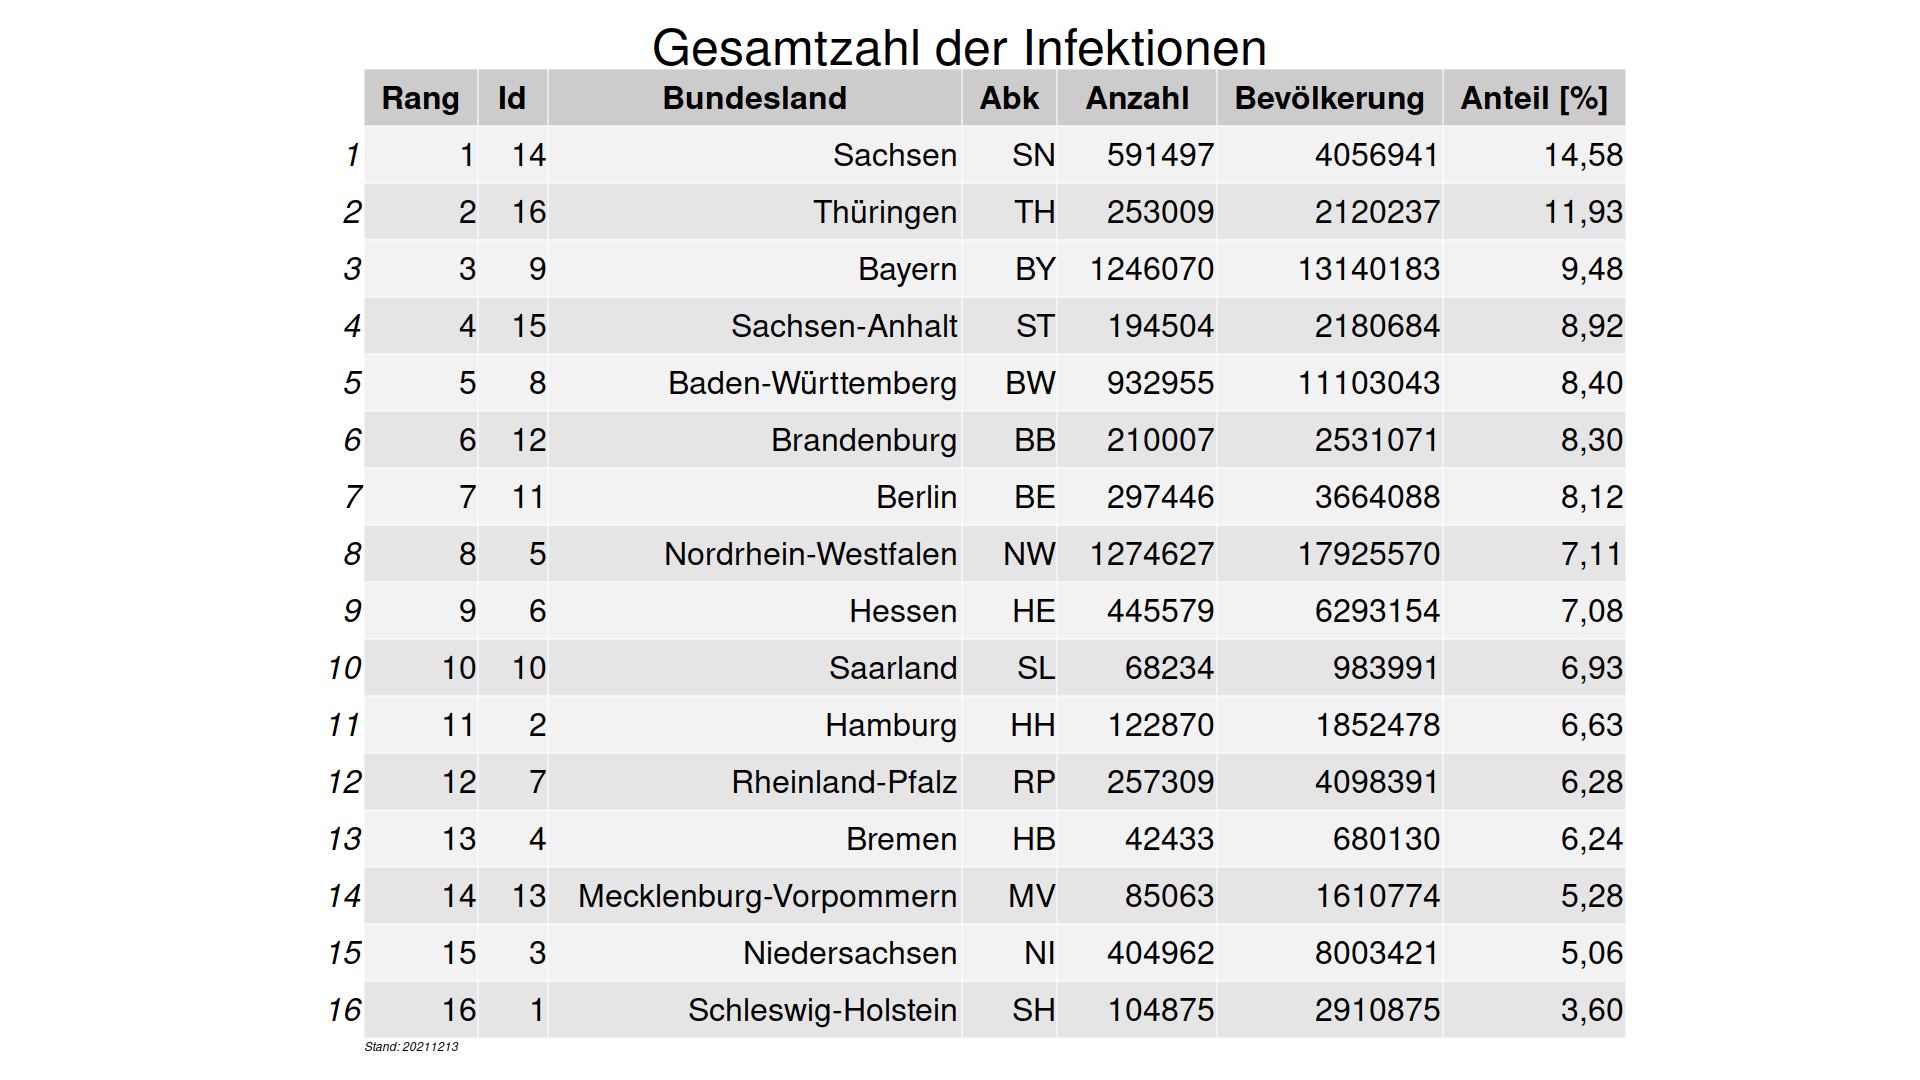 Gesamtzahl der Infektionen
Rang Id Bundesland Abk Anzahl Bevölkerung Anteil [%]
1 1 14 Sachsen SN 591497 4056941 14,58
2 2 16 Thüringen TH 253009 2120237 11,93
3 3 9 Bayern BY 1246070 13140183 9,48
4 4 15 Sachsen-Anhalt ST 194504 2180684 8,92
5 5 8 Baden-Württemberg BW 932955 11103043 8,40
6 6 12 Brandenburg BB 210007 2531071 8,30
7 7 11 Berlin BE 297446 3664088 8,12
8 8 5 Nordrhein-Westfalen NW 1274627 17925570 7,11
9 9 6 Hessen HE 445579 6293154 7,08
10 10 10 Saarland SL 68234 983991 6,93
11 11 2 Hamburg HH 122870 1852478 6,63
12 12 7 Rheinland-Pfalz RP 257309 4098391 6,28
13 13 4 Bremen HB 42433 680130 6,24
14 14 13 Mecklenburg-Vorpommern MV 85063 1610774 5,28
15 15 3 Niedersachsen NI 404962 8003421 5,06
16 16 1 Schleswig-Holstein SH 104875 2910875 3,60
Stand: 20211213